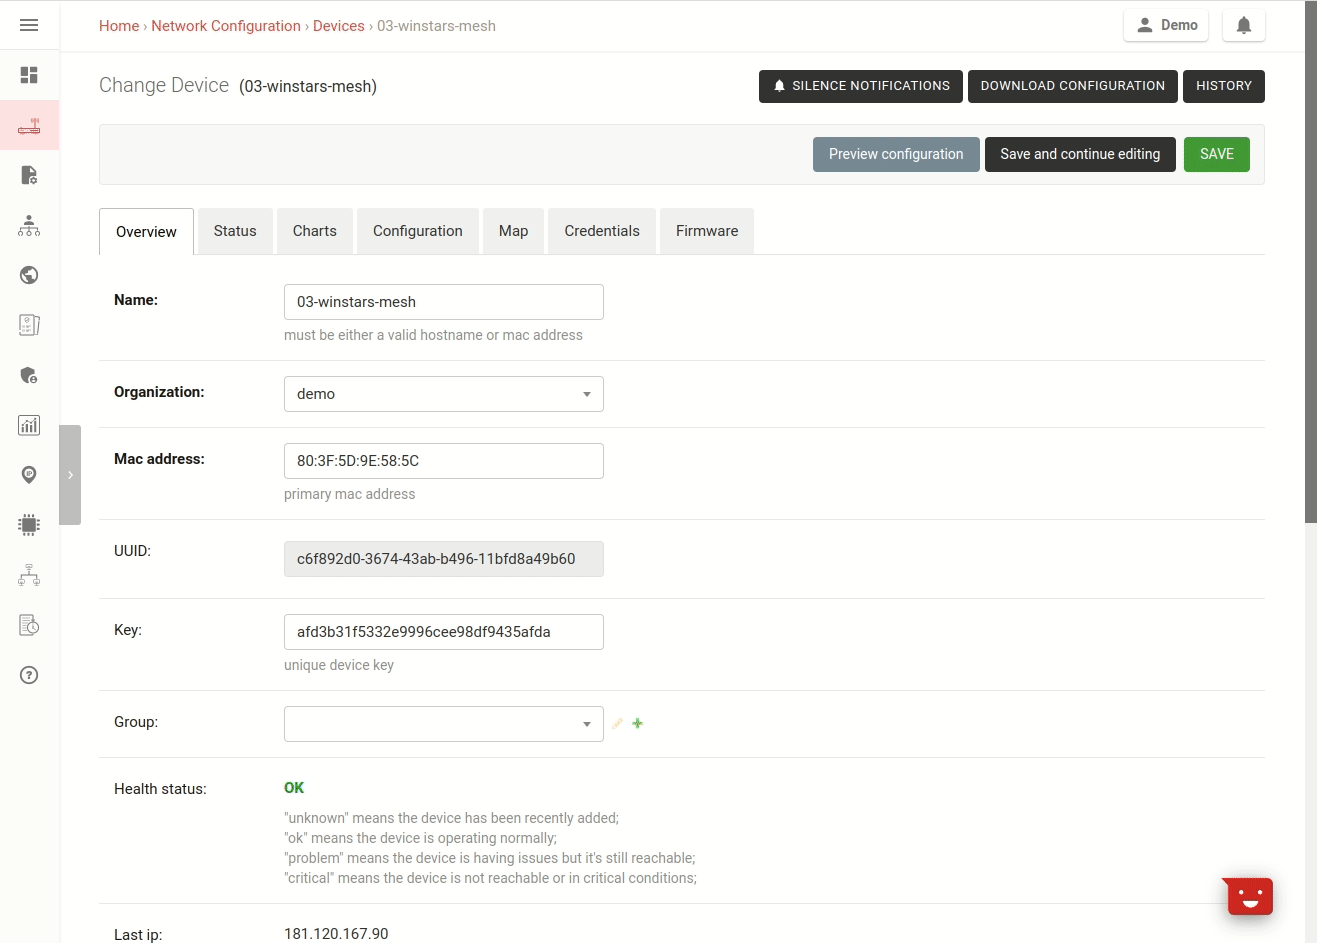 Home › Network Configuration › Devices › 03-winstars-mesh
Demo
Change Device (03-winstars-mesh)
SILENCE NOTIFICATIONS
DOWNLOAD CONFIGURATION
HISTORY
Preview configuration
Save and continue editing
SAVE
Overview
Status
Charts
Configuration
Map
Credentials
Firmware
Name:
03-winstars-mesh
must be either a valid hostname or mac address
Organization:
demo
Mac address:
80:3F:5D:9E:58:5C
primary mac address
UUID:
c6f892d0-3674-43ab-b496-11bfd8a49b60
Key:
afd3b31f5332e9996cee98df9435afda
unique device key
Group:
Health status:
OK
"unknown" means the device has been recently added;
"ok" means the device is operating normally;
"problem" means the device is having issues but it's still reachable;
"critical" means the device is not reachable or in critical conditions;
Last ip:
181.120.167.90